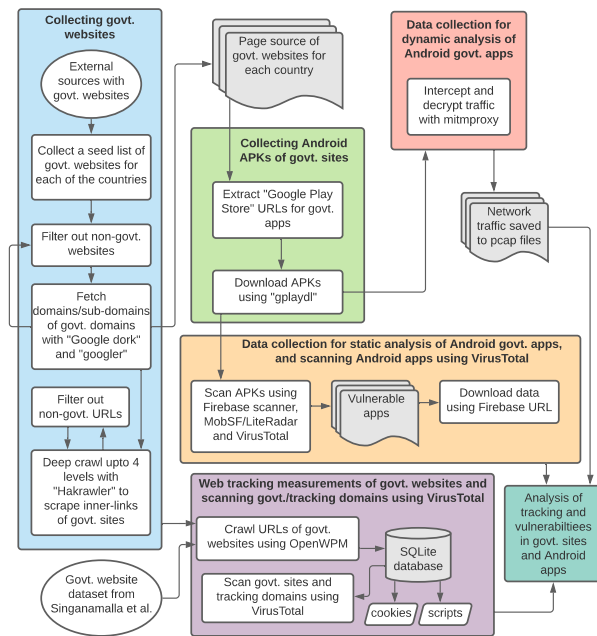 Collecting govt.
websites
External
sources with
govt. websites
Collect a seed list of
govt. websites for
each of the countries
Filter out non-govt.
websites
Fetch
domains/sub-domains
of govt. domains
with "Google dork"
and "googler"
Filter out
non-govt. URLs
Deep crawl upto 4
levels with
"Hakrawler" to
scrape inner-links
of govt. sites
Govt. website
dataset from
Singanamalla et al.
Page source of
govt. websites for
each country
Collecting Android
APKs of govt. sites
Extract "Google Play
Store" URLs for govt.
apps
Download APKs
using "gplaydl"
Data collection for
dynamic analysis of
Android govt. apps
Intercept and
decrypt traffic
with mitmproxy
Network
traffic saved
to pcap files
Data collection for static analysis of Android govt. apps,
and scanning Android apps using VirusTotal
Scan APKs using
Firebase scanner,
MobSF/LiteRadar
and VirusTotal
Vulnerable
apps
Download data
using Firebase URL
Web tracking measurements of govt. websites and
scanning govt./tracking domains using VirusTotal
Crawl URLs of govt.
websites using OpenWPM
SQLite
database
Scan govt. sites and
tracking domains using
VirusTotal
cookies
scripts
Analysis of
tracking and
vulnerabiltiees
in govt. sites
and Android
apps